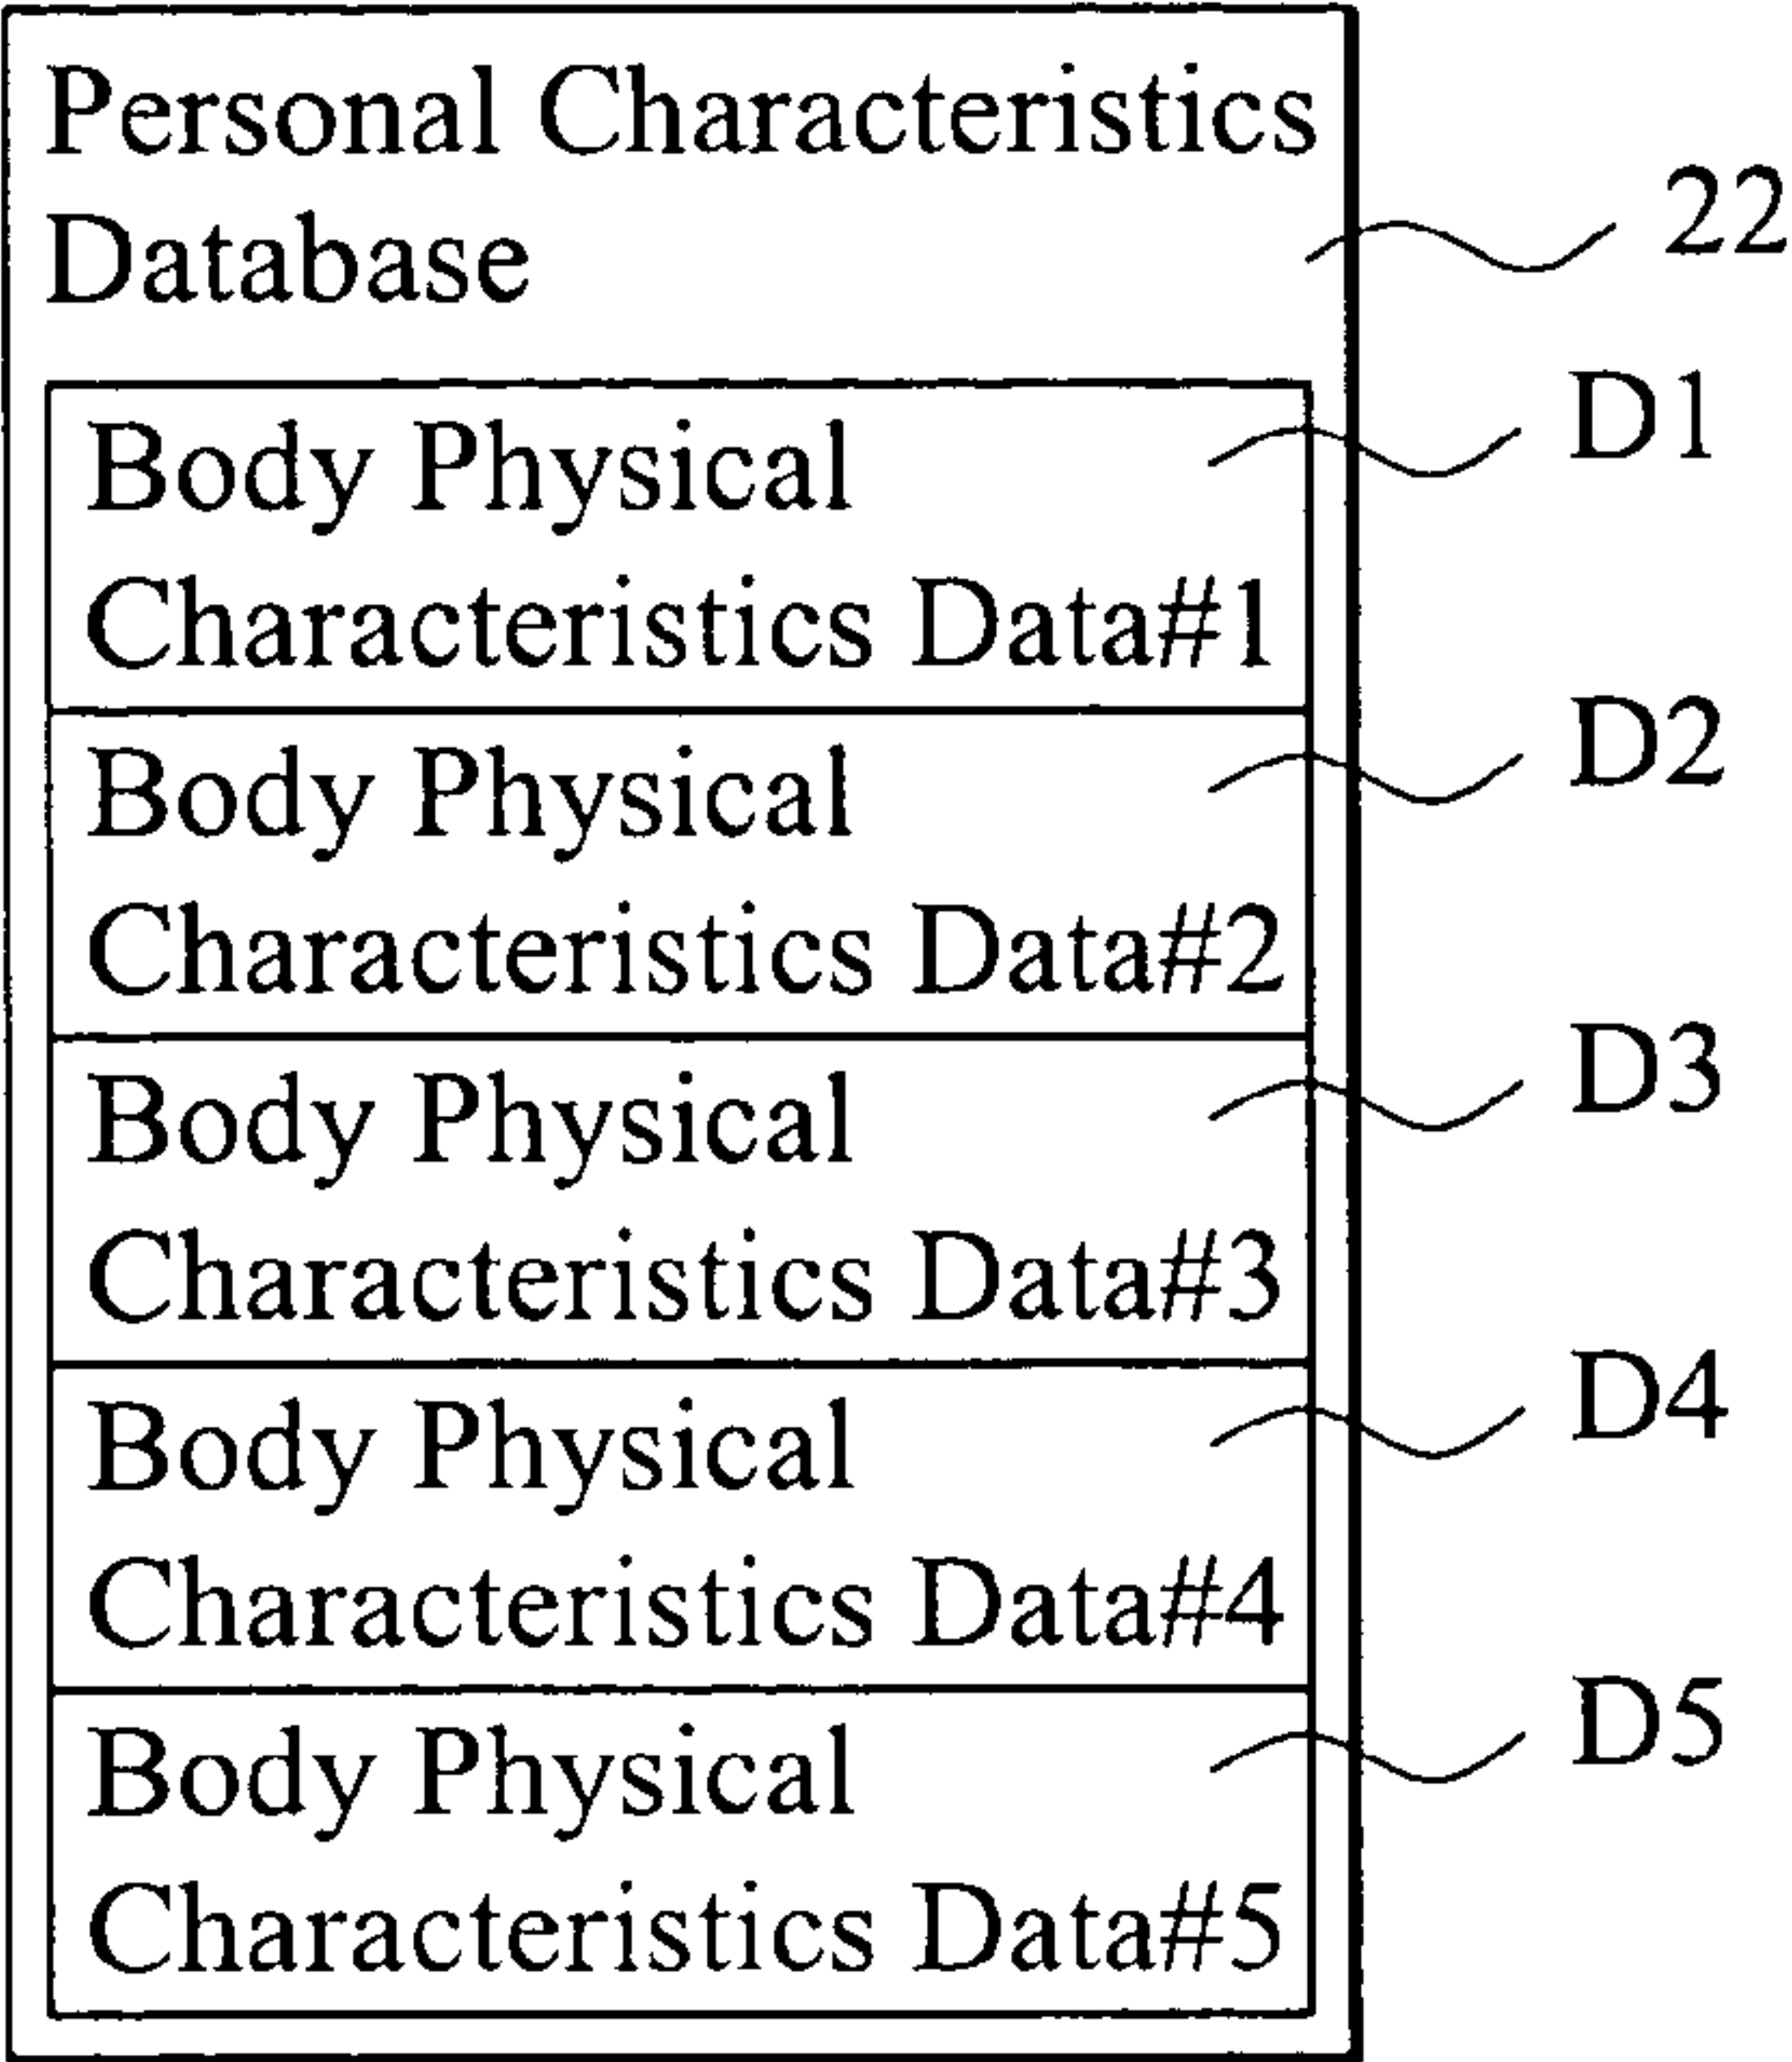 Personal Characteristics
Database
22
Body Physical
Characteristics Data#1
D1
Body Physical
Characteristics Data#2
D2
Body Physical
Characteristics Data#3
D3
Body Physical
Characteristics Data#4
D4
Body Physical
Characteristics Data#5
D5